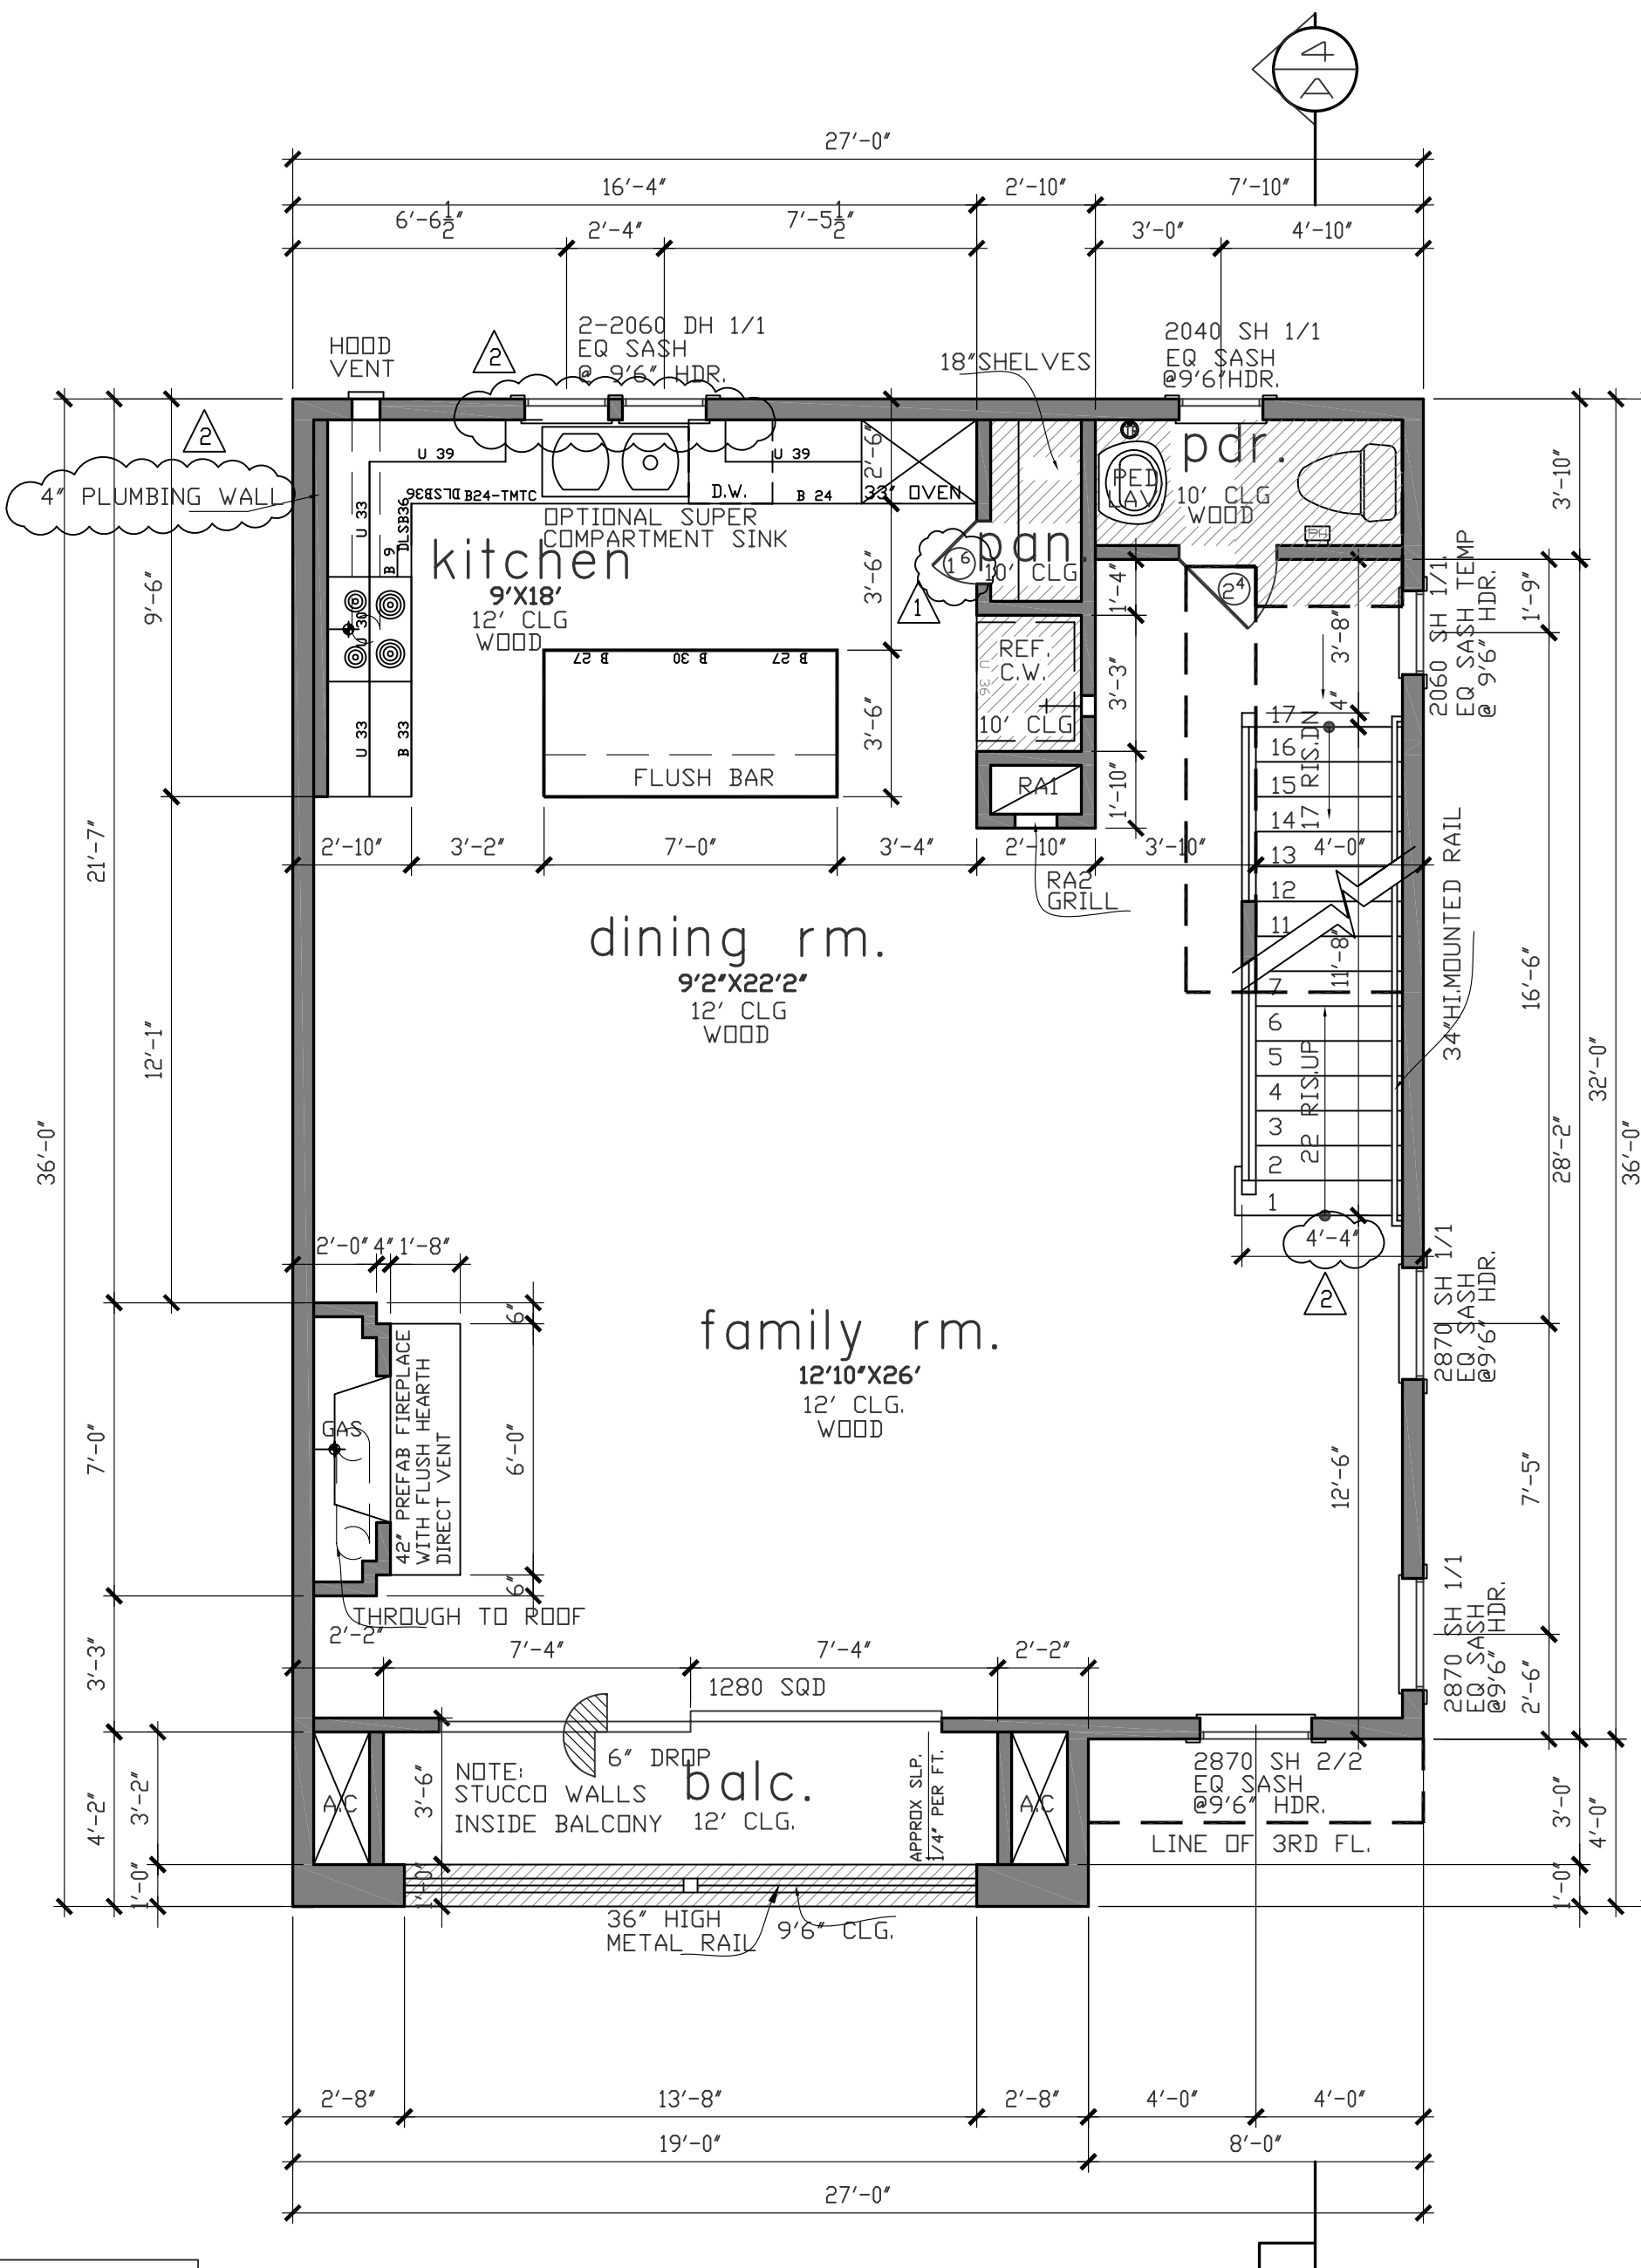 4
A
27'-0"
16'-4"
2'-10"
7'-10"
6'-6 1/2"
2'-4"
7'-5 1/2"
3'-0"
4'-10"
HOOD
VENT
2
2-2060 DH 1/1
EQ SASH
@ 9'6" HDR.
18"SHELVES
2040 SH 1/1
EQ SASH
@9'6"HDR.
2
4" PLUMBING WALL
U 39
U 39
2'-6"
U 33
DLSB36
DLSB36
B24-TMTC
D.W.
B 24
33" OVEN
B 9
OPTIONAL SUPER
COMPARTMENT SINK
kitchen
9'X18'
12' CLG
WOOD
U 30
U 33
B 33
B 27
B 30
B 27
FLUSH BAR
3'-6"
3'-6"
1 6
1
pan.
10' CLG
pdr.
PED
LAV
10' CLG
WOOD
2 4
REF.
C.W.
U 36
10' CLG
RA1
1'-4"
3'-3"
1'-10"
RA2
GRILL
3'-8"
4"
2060 SH 1/1
EQ SASH TEMP
@ 9'6" HDR.
3'-10"
1'-9"
9'-6"
21'-7"
12'-1"
36'-0"
2'-10"
3'-2"
7'-0"
3'-4"
2'-10"
3'-10"
4'-0"
17
16
15
14
13
12
11
7
6
5
4
3
2
1
17 RIS.DN
22 RIS.UP
11'-8"
34"HI.MOUNTED RAIL
16'-6"
28'-2"
32'-0"
36'-0"
dining rm.
9'2"X22'2"
12' CLG
WOOD
4'-4"
2
2'-0"
4"
1'-8"
6"
6'-0"
6"
GAS
42" PREFAB FIREPLACE
WITH FLUSH HEARTH
DIRECT VENT
THROUGH TO ROOF
family rm.
12'10"X26'
12' CLG.
WOOD
12'-6"
2870 SH 1/1
EQ SASH
@9'6" HDR.
7'-5"
2870 SH 1/1
EQ SASH
@9'6" HDR.
2'-6"
7'-0"
3'-3"
4'-2"
3'-2"
1'-0"
2'-2"
7'-4"
7'-4"
2'-2"
1280 SQD
6" DROP
A.C
A.C
3'-6"
1'-0"
NOTE:
STUCCO WALLS
INSIDE BALCONY
balc.
12' CLG.
APPROX SLP.
1/4" PER FT.
2870 SH 2/2
EQ SASH
@9'6" HDR.
LINE OF 3RD FL.
3'-0"
4'-0"
1'-0"
36" HIGH
METAL RAIL
9'6" CLG.
2'-8"
13'-8"
2'-8"
4'-0"
4'-0"
19'-0"
8'-0"
27'-0"